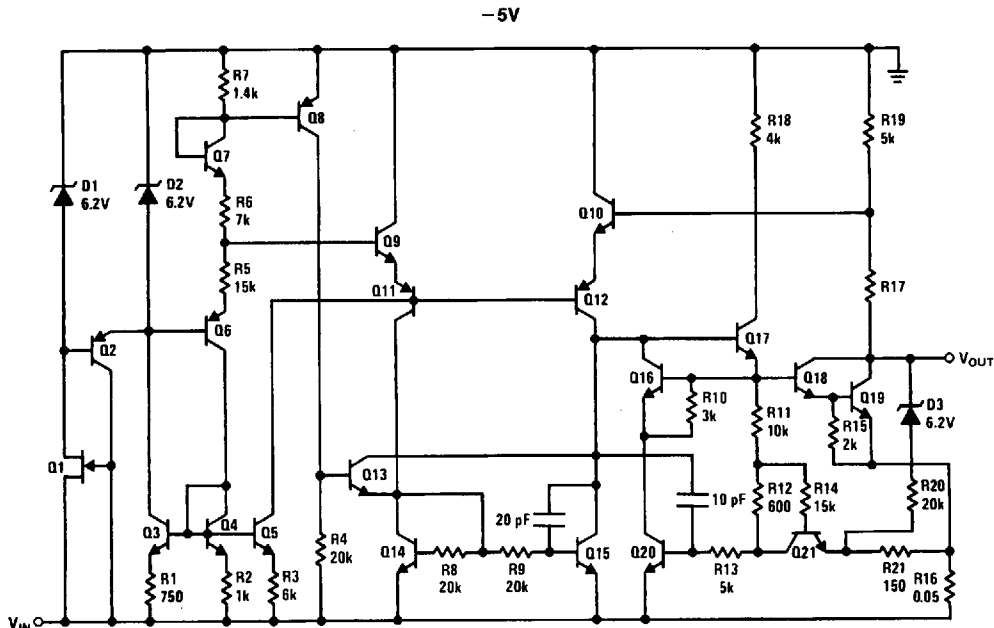 −5V
R7
1.4k
Q8
R18
4k
R19
5k
Q7
D1
6.2V
D2
6.2V
R6
7k
Q10
Q9
R5
15k
Q11
Q12
R17
Q2
Q6
Q17
VOUT
Q16
Q18
Q19
R10
3k
D3
6.2V
R11
10k
R15
2k
Q1
Q13
10 pF
R12
600
R14
15k
R20
20k
20 pF
Q3
Q4
Q5
R4
20k
Q14
Q15
Q20
Q21
R8
20k
R9
20k
R13
5k
R21
150
R16
0.05
R1
750
R2
1k
R3
6k
VIN